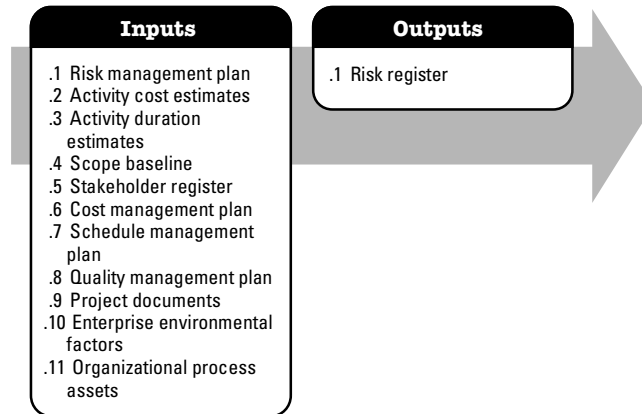 Inputs
.1 Risk management plan
.2 Activity cost estimates
.3 Activity duration
estimates
.4 Scope baseline
.5 Stakeholder register
.6 Cost management plan
.7 Schedule management
plan
.8 Quality management plan
.9 Project documents
.10 Enterprise environmental
factors
.11 Organizational process
assets
Outputs
.1 Risk register